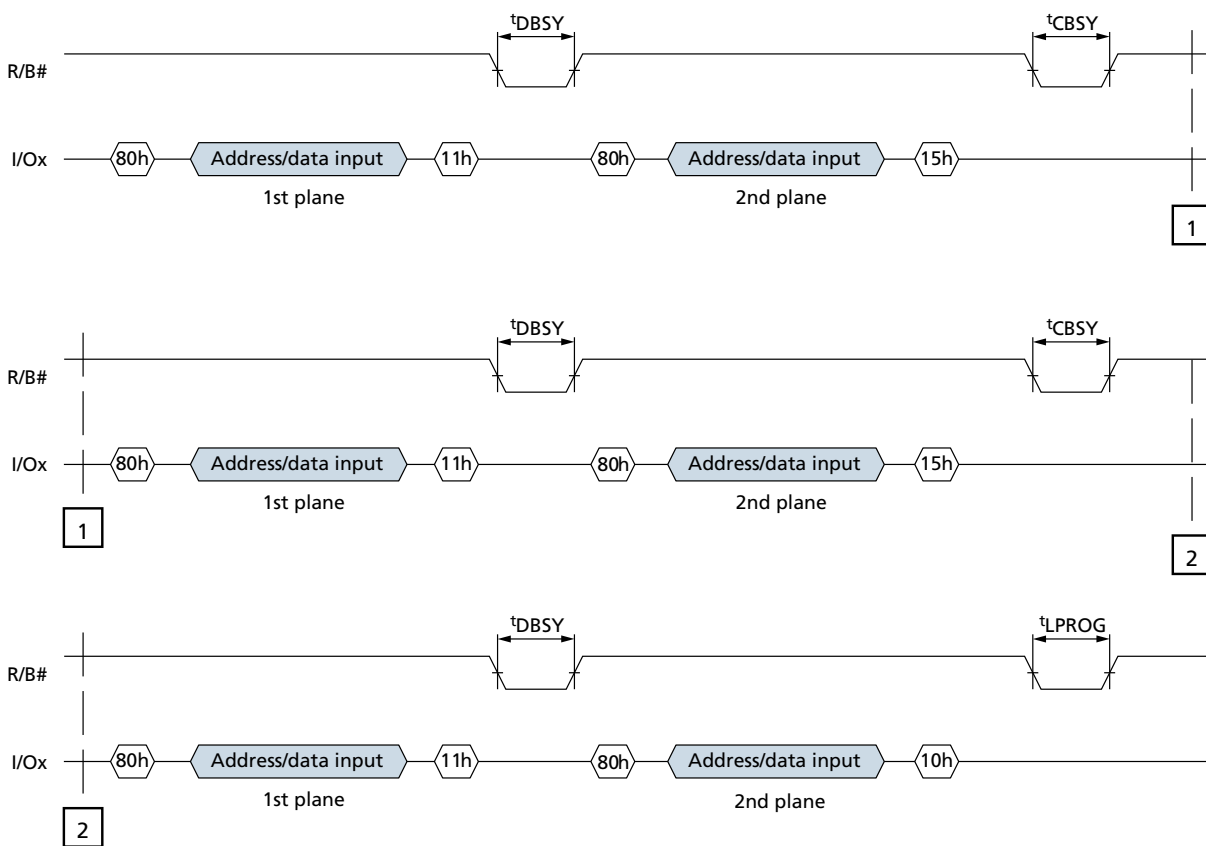 tDBSY tCBSY
R/B#
I/Ox 80h Address/data input 11h 80h Address/data input 15h
1st plane 2nd plane
1
tDBSY tCBSY
R/B#
I/Ox 80h Address/data input 11h 80h Address/data input 15h
1st plane 2nd plane
1
2
tDBSY tLPROG
R/B#
I/Ox 80h Address/data input 11h 80h Address/data input 10h
1st plane 2nd plane
2